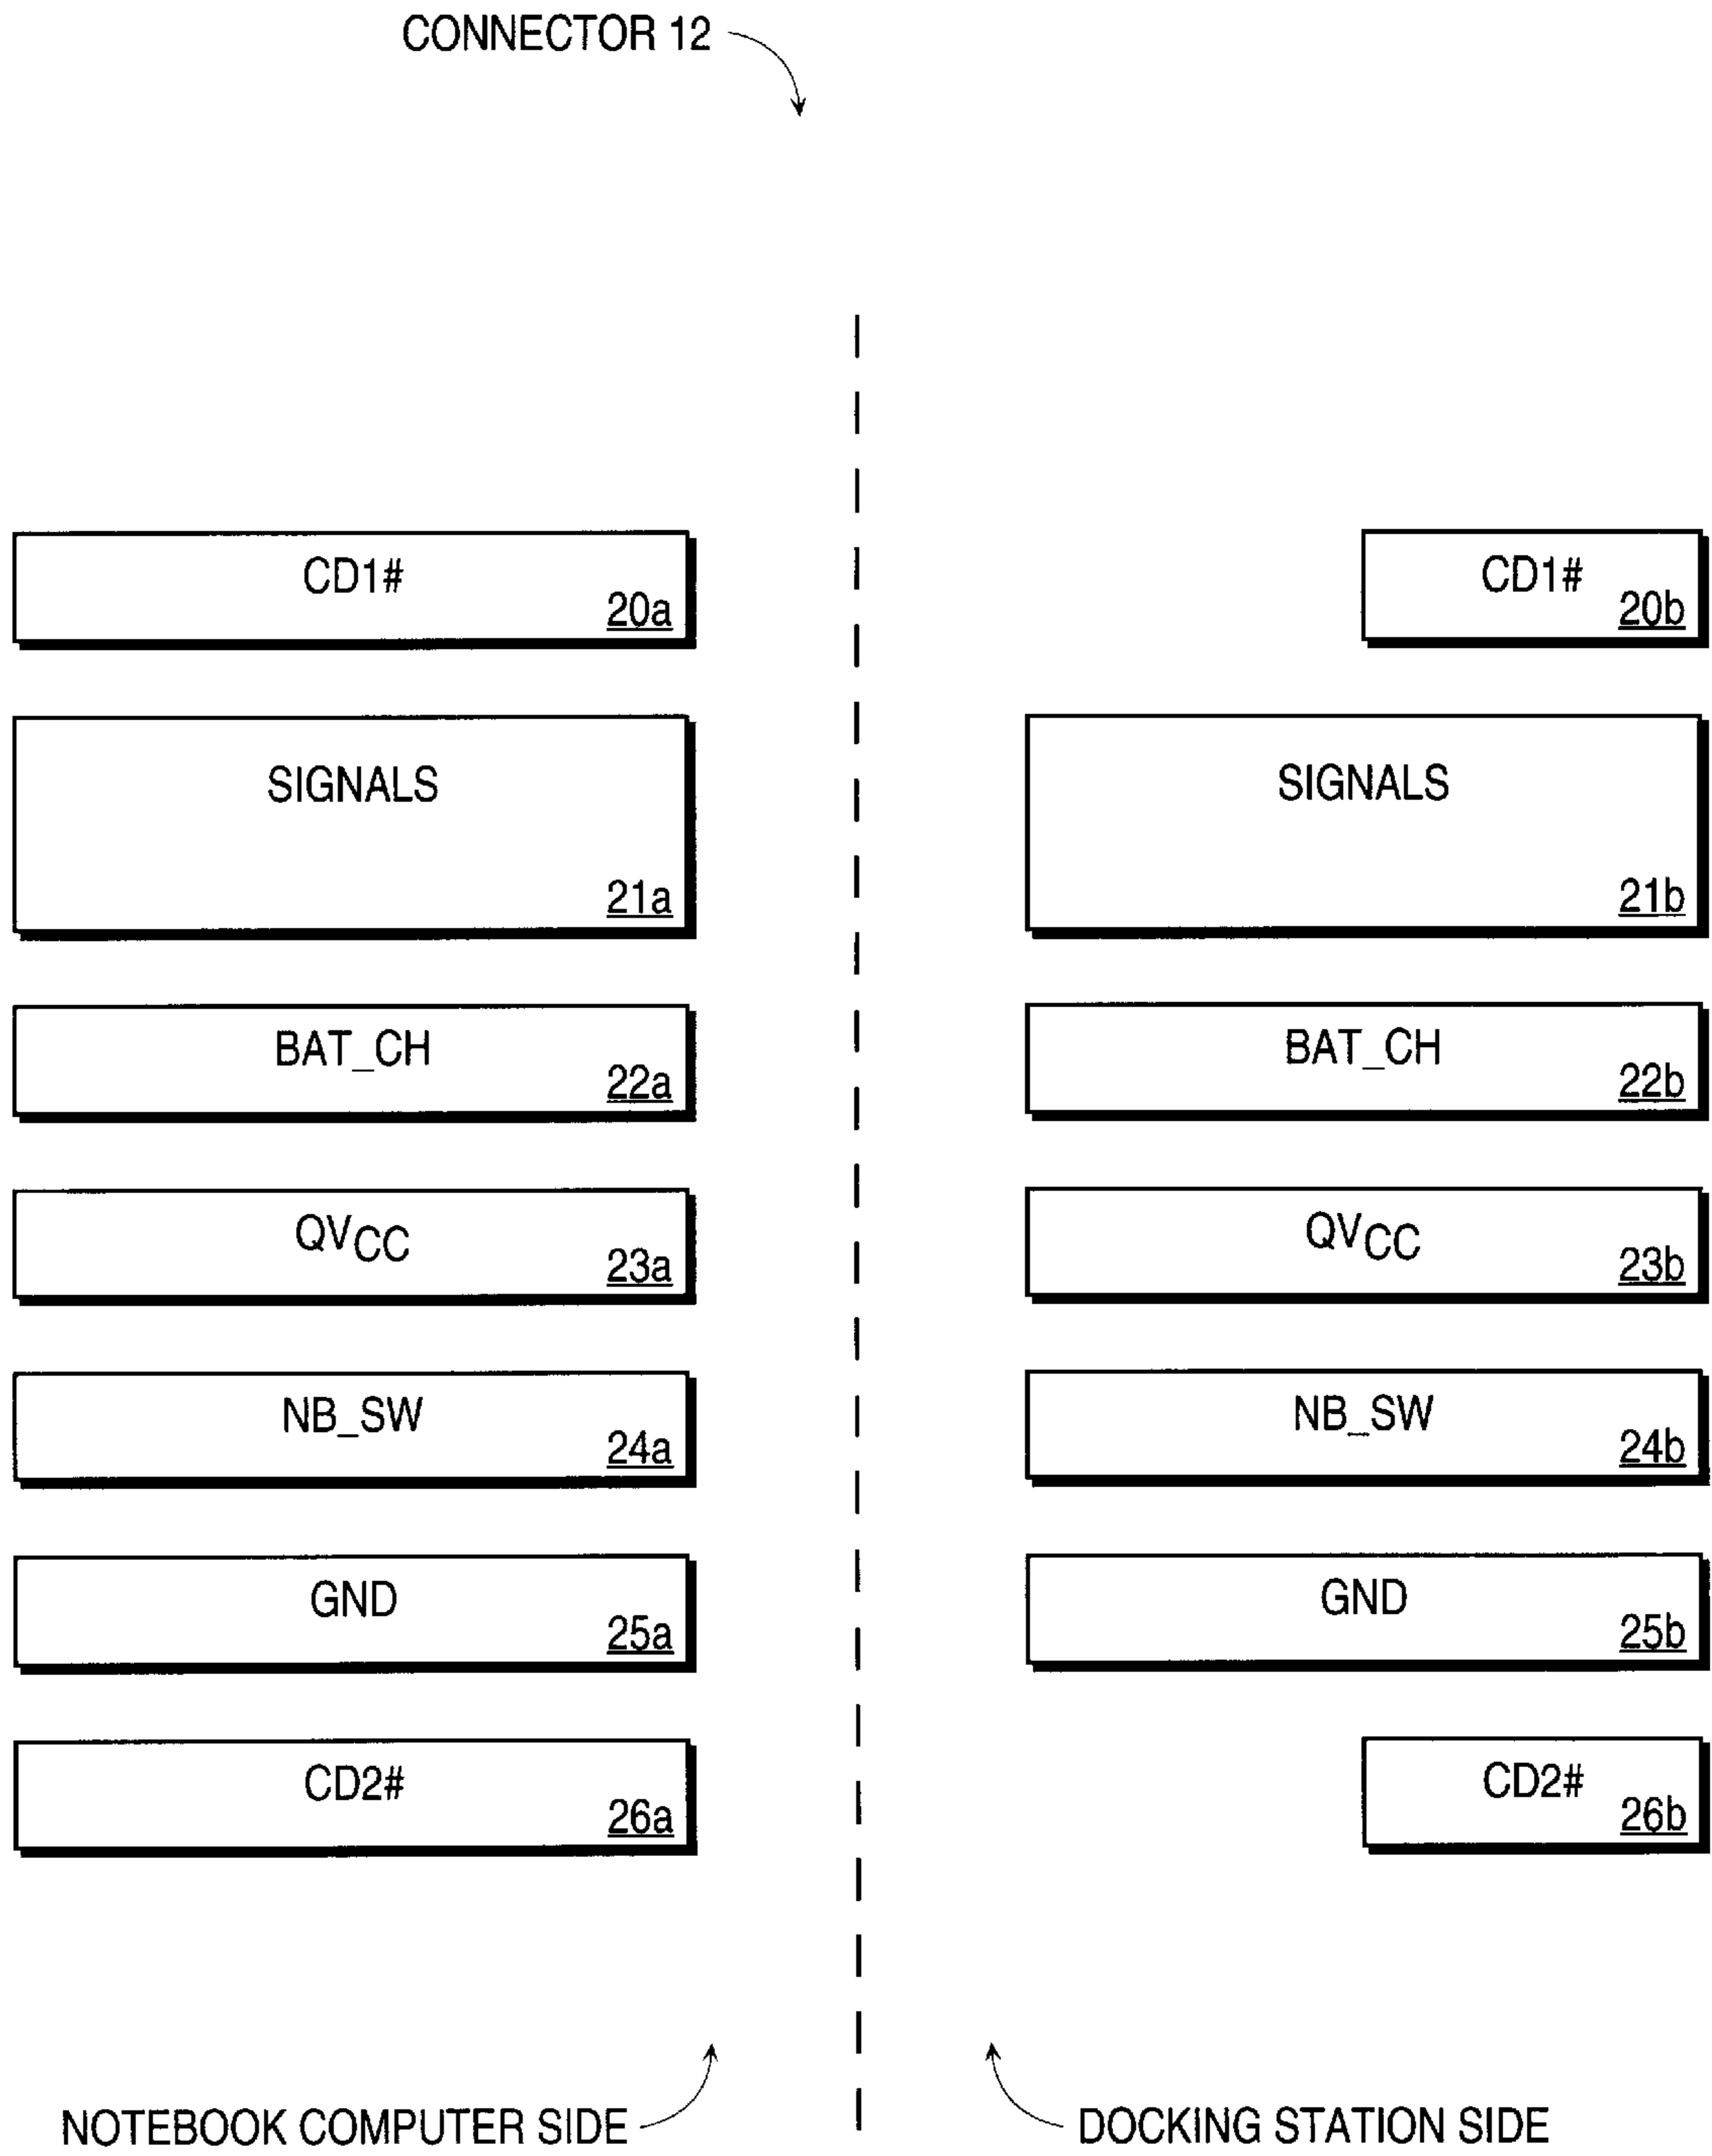 CONNECTOR 12
CD1#
20a
CD1#
20b
SIGNALS
21a
SIGNALS
21b
BAT_CH
22a
BAT_CH
22b
QVCC
23a
QVCC
23b
NB_SW
24a
NB_SW
24b
GND
25a
GND
25b
CD2#
26a
CD2#
26b
NOTEBOOK COMPUTER SIDE
DOCKING STATION SIDE